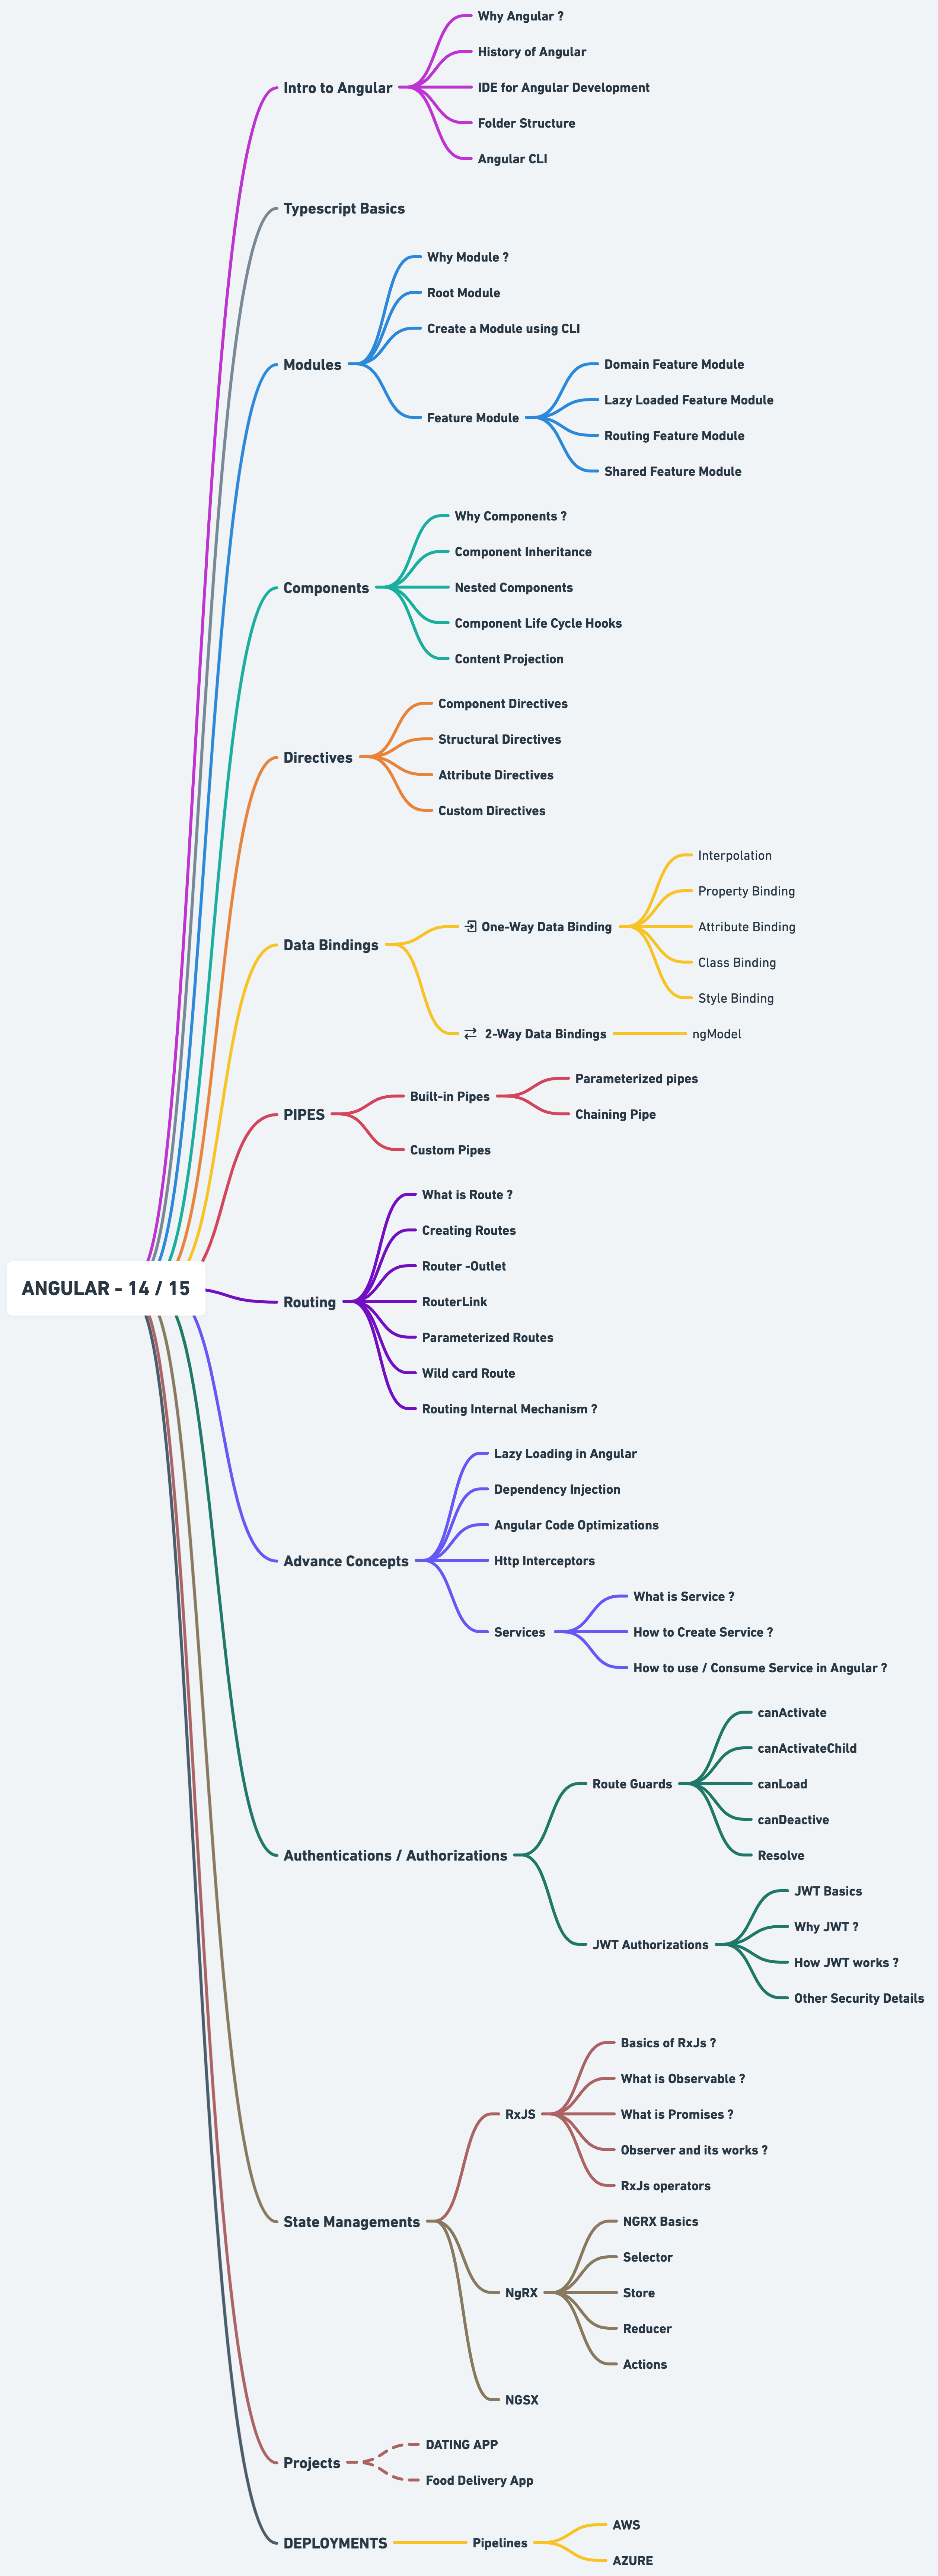 ANGULAR - 14 / 15
Intro to Angular
Why Angular ?
History of Angular
IDE for Angular Development
Folder Structure
Angular CLI
Typescript Basics
Modules
Why Module ?
Root Module
Create a Module using CLI
Feature Module
Domain Feature Module
Lazy Loaded Feature Module
Routing Feature Module
Shared Feature Module
Components
Why Components ?
Component Inheritance
Nested Components
Component Life Cycle Hooks
Content Projection
Directives
Component Directives
Structural Directives
Attribute Directives
Custom Directives
Data Bindings
One-Way Data Binding
Interpolation
Property Binding
Attribute Binding
Class Binding
Style Binding
2-Way Data Bindings
ngModel
PIPES
Built-in Pipes
Parameterized pipes
Chaining Pipe
Custom Pipes
Routing
What is Route ?
Creating Routes
Router -Outlet
RouterLink
Parameterized Routes
Wild card Route
Routing Internal Mechanism ?
Advance Concepts
Lazy Loading in Angular
Dependency Injection
Angular Code Optimizations
Http Interceptors
Services
What is Service ?
How to Create Service ?
How to use / Consume Service in Angular ?
Authentications / Authorizations
Route Guards
canActivate
canActivateChild
canLoad
canDeactive
Resolve
JWT Authorizations
JWT Basics
Why JWT ?
How JWT works ?
Other Security Details
State Managements
RxJS
Basics of RxJs ?
What is Observable ?
What is Promises ?
Observer and its works ?
RxJs operators
NgRX
NGRX Basics
Selector
Store
Reducer
Actions
NGSX
Projects
DATING APP
Food Delivery App
DEPLOYMENTS
Pipelines
AWS
AZURE